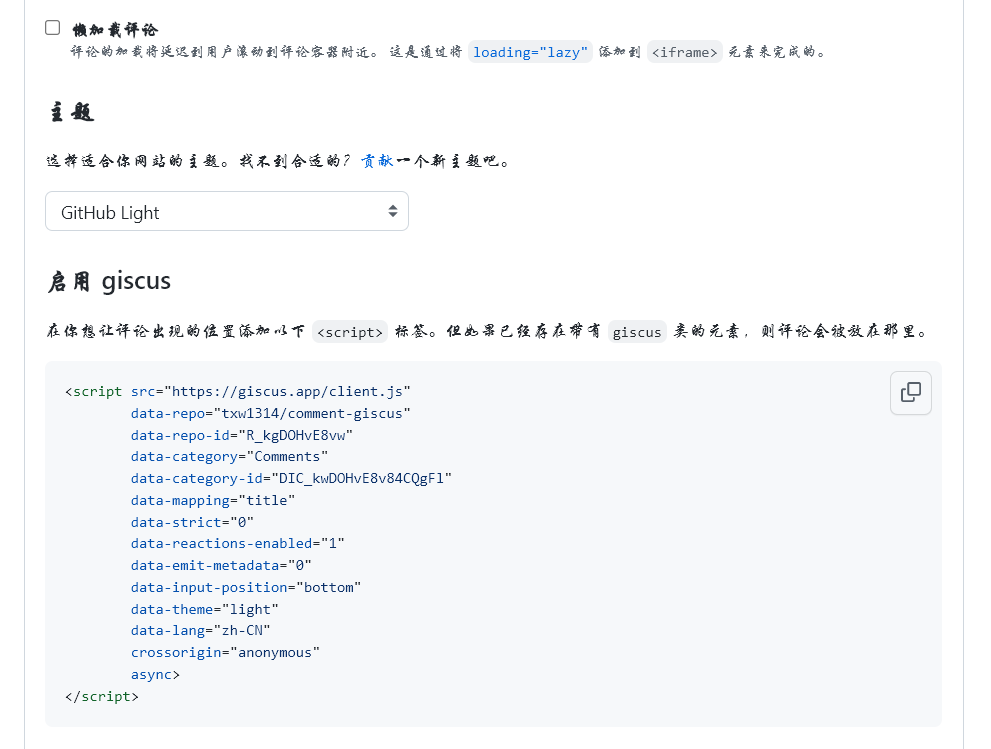 懒加载评论
评论的加载将延迟到用户滚动到评论容器附近。 这是通过将 loading="lazy" 添加到 <iframe> 元素来完成的。
主题
选择适合你网站的主题。找不到合适的？贡献一个新主题吧。
GitHub Light
启用 giscus
在你想让评论出现的位置添加以下 <script> 标签。但如果已经存在带有 giscus 类的元素，则评论会被放在那里。
<script src="https://giscus.app/client.js"
data-repo="txw1314/comment-giscus"
data-repo-id="R_kgDOHvE8vw"
data-category="Comments"
data-category-id="DIC_kwDOHvE8v84CQgFl"
data-mapping="title"
data-strict="0"
data-reactions-enabled="1"
data-emit-metadata="0"
data-input-position="bottom"
data-theme="light"
data-lang="zh-CN"
crossorigin="anonymous"
async>
</script>